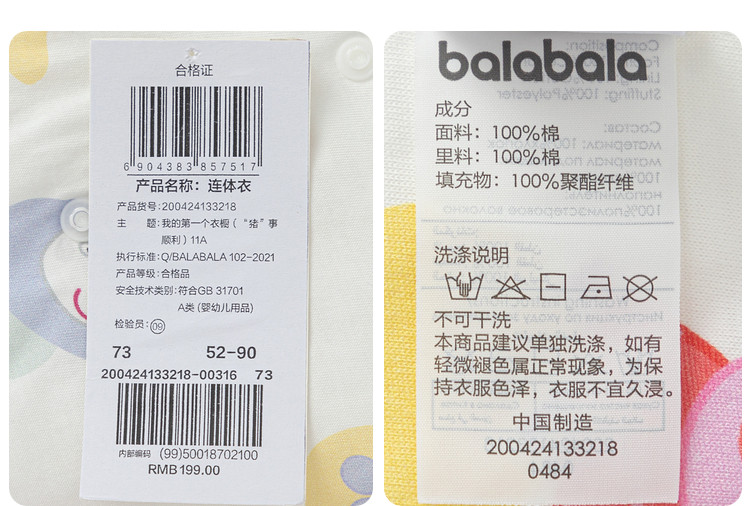 合格证
6 904383 857517
产品名称：连体衣
产品货号：200424133218
主 题：我的第一个衣橱（“猪”事
顺利）11A
执行标准：Q/BALABALA 102-2021
产品等级：合格品
安全技术类别：符合GB 31701
A类（婴幼儿用品）
检验员：09
73 52-90
200424133218-00316 73
内部编码 (99)50018702100
RMB199.00
balabala
成分
面料：100%棉
里料：100%棉
填充物：100%聚酯纤维
洗涤说明
不可干洗
本商品建议单独洗涤，如有
轻微褪色属正常现象，为保
持衣服色泽，衣服不宜久浸。
中国制造
200424133218
0484